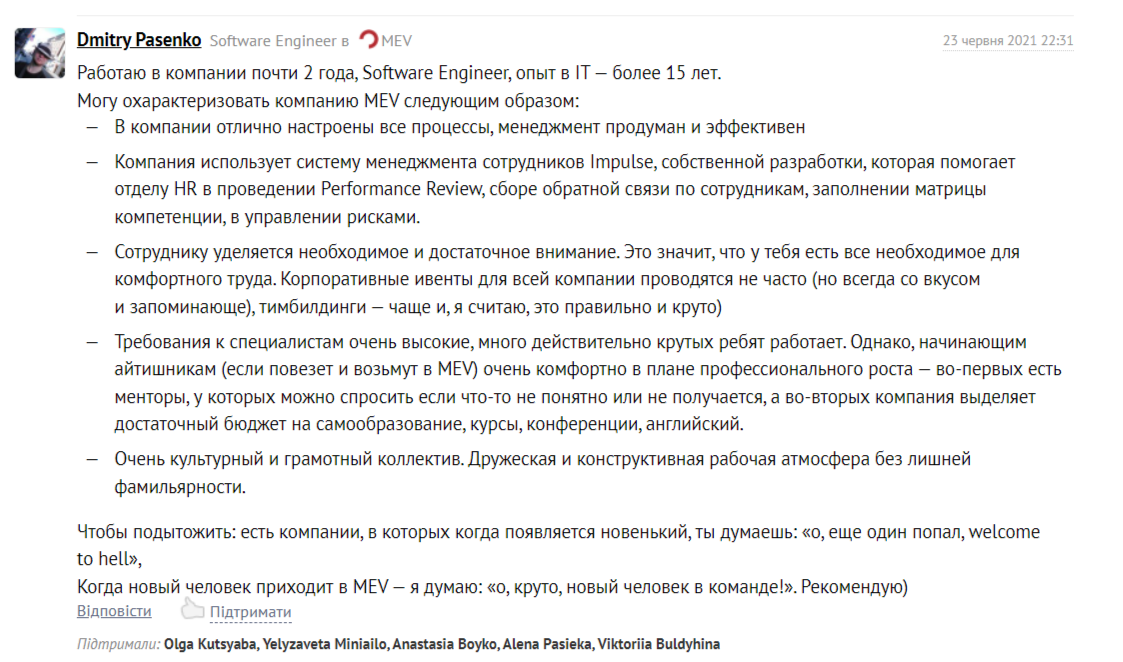 Dmitry Pasenko Software Engineer в MEV 23 червня 2021 22:31
Работаю в компании почти 2 года, Software Engineer, опыт в IT — более 15 лет.
Могу охарактеризовать компанию MEV следующим образом:
— В компании отлично настроены все процессы, менеджмент продуман и эффективен
— Компания использует систему менеджмента сотрудников Impulse, собственной разработки, которая помогает
отделу HR в проведении Performance Review, сборе обратной связи по сотрудникам, заполнении матрицы
компетенции, в управлении рисками.
— Сотруднику уделяется необходимое и достаточное внимание. Это значит, что у тебя есть все необходимое для
комфортного труда. Корпоративные ивенты для всей компании проводятся не часто (но всегда со вкусом
и запоминающе), тимбилдинги — чаще и, я считаю, это правильно и круто)
— Требования к специалистам очень высокие, много действительно крутых ребят работает. Однако, начинающим
айтишникам (если повезет и возьмут в MEV) очень комфортно в плане профессионального роста — во-первых есть
менторы, у которых можно спросить если что-то не понятно или не получается, а во-вторых компания выделяет
достаточный бюджет на самообразование, курсы, конференции, английский.
— Очень культурный и грамотный коллектив. Дружеская и конструктивная рабочая атмосфера без лишней
фамильярности.
Чтобы подытожить: есть компании, в которых когда появляется новенький, ты думаешь: «о, еще один попал, welcome
to hell»,
Когда новый человек приходит в MEV — я думаю: «о, круто, новый человек в команде!». Рекомендую)
Відповісти Підтримати
Підтримали: Olga Kutsyaba, Yelyzaveta Miniailo, Anastasia Boyko, Alena Pasieka, Viktoriia Buldyhina